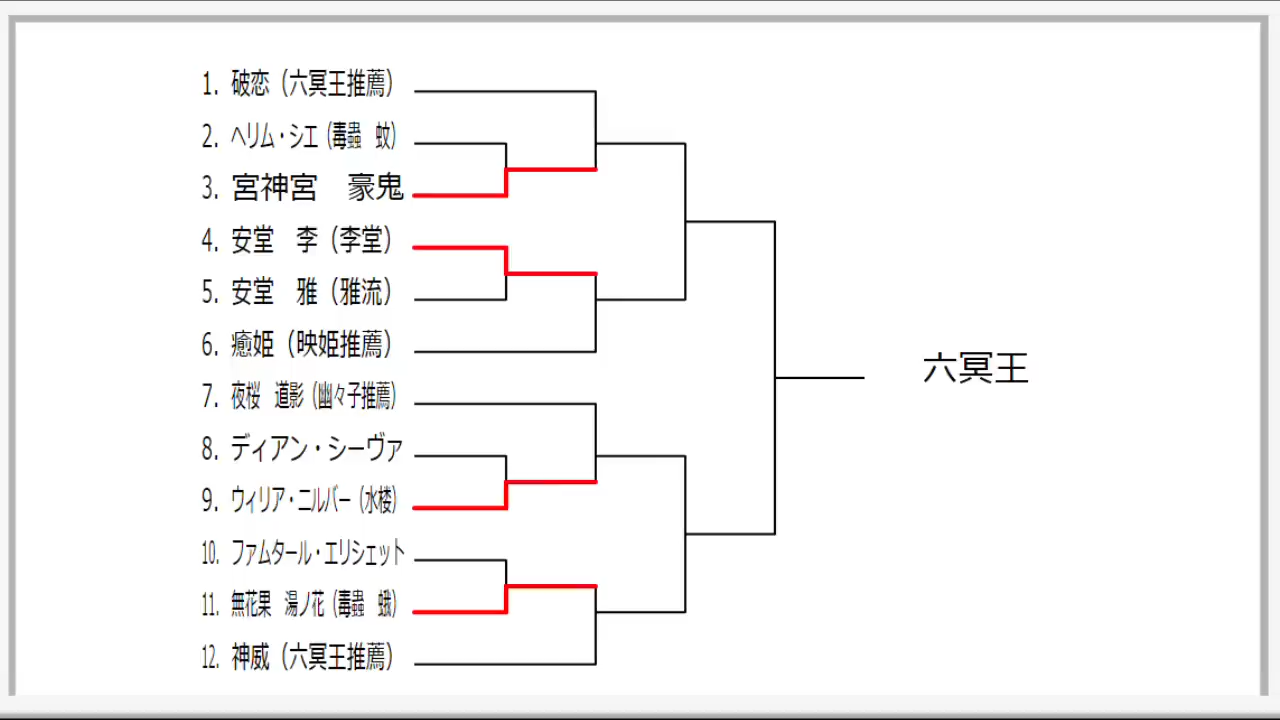 1. 破恋（六冥王推薦）
2. ヘリム・シエ（毒蟲　蚊）
3. 宮神宮　豪鬼
4. 安堂　李（李堂）
5. 安堂　雅（雅流）
6. 癒姫（映姫推薦）
7. 夜桜　道影（幽々子推薦）
8. ディアン・シーヴァ
9. ウィリア・ニルバー（水楼）
10. ファムタール・エリシェット
11. 無花果　湯ノ花（毒蟲　蛾）
12. 神威（六冥王推薦）
六冥王